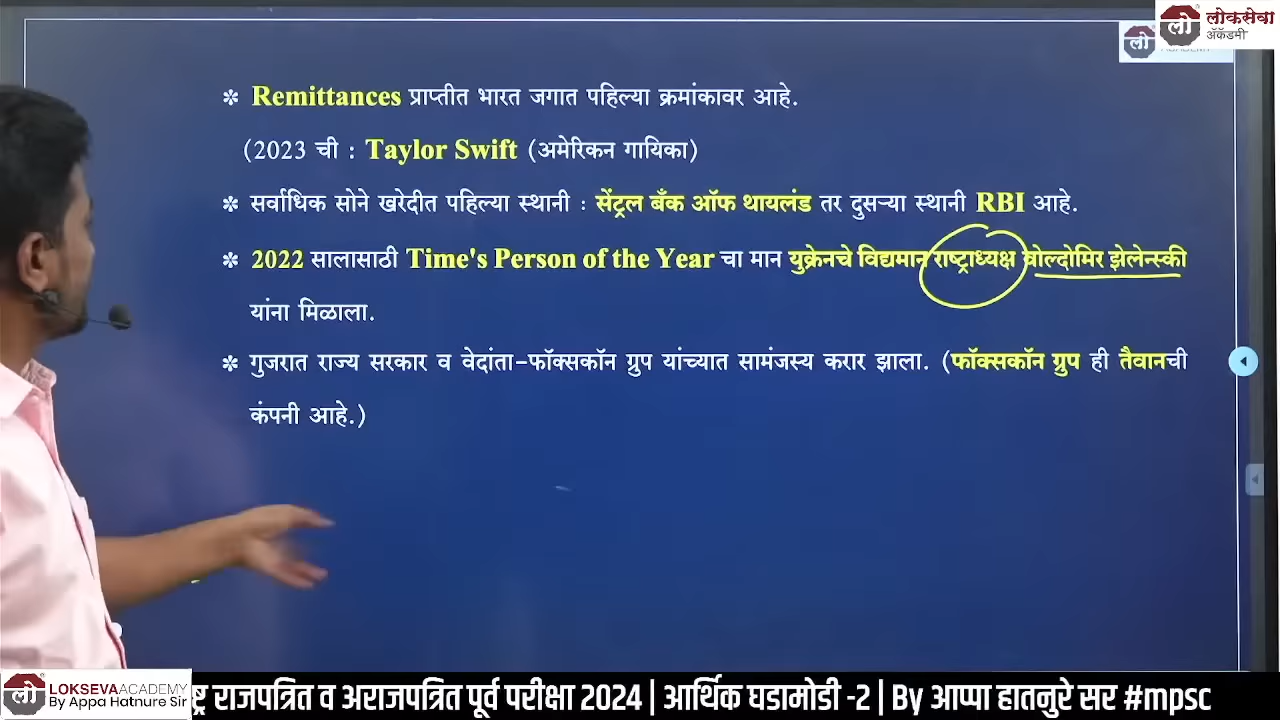 लोकसेवा
ॲकॅडमी
लो
लो
* Remittances प्राप्तीत भारत जगात पहिल्या क्रमांकावर आहे.
(2023 ची : Taylor Swift (अमेरिकन गायिका)
* सर्वाधिक सोने खरेदीत पहिल्या स्थानी : सेंट्रल बँक ऑफ थायलंड तर दुसऱ्या स्थानी RBI आहे.
* 2022 सालासाठी Time's Person of the Year चा मान युक्रेनचे विद्यमान राष्ट्राध्यक्ष वोल्दोमिर झेलेन्स्की
यांना मिळाला.
* गुजरात राज्य सरकार व वेदांता-फॉक्सकॉन ग्रुप यांच्यात सामंजस्य करार झाला. (फॉक्सकॉन ग्रुप ही तैवानची
कंपनी आहे.)
लो LOKSEVA ACADEMY
By Appa Hatnure Sir
राजपत्रित व अराजपत्रित पूर्व परीक्षा 2024 | आर्थिक घडामोडी -2 | By आप्पा हातनुरे सर #mpsc